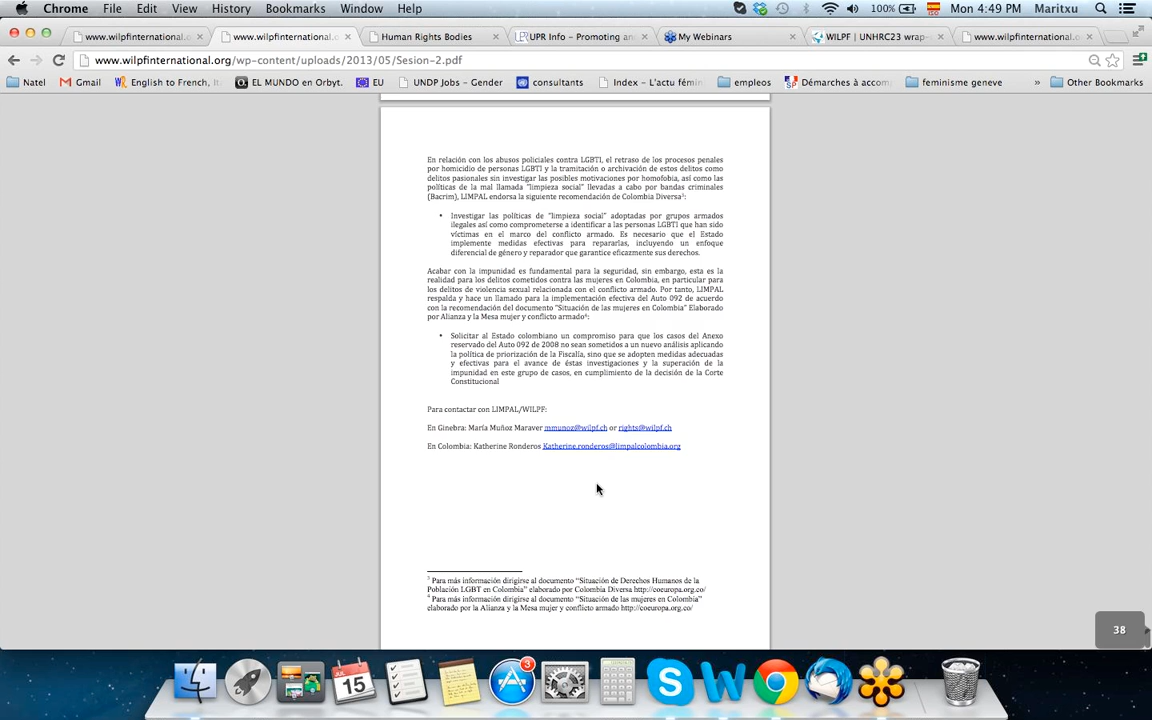 Chrome File Edit View History Bookmarks Window Help 100% Mon 4:49 PM Maritxu
www.wilpfinternational.o
www.wilpfinternational.o
Human Rights Bodies
UPR Info – Promoting an
My Webinars
WILPF | UNHRC23 wrap-
www.wilpfinternational.o
www.wilpfinternational.org/wp-content/uploads/2013/05/Sesion-2.pdf
Natel Gmail English to French, It EL MUNDO en Orbyt. EU UNDP Jobs – Gender consultants Index – L'actu fémin empleos Démarches à accom feminisme geneve » Other Bookmarks
En relación con los abusos policiales contra LGBTI, el retraso de los procesos penales
por homicidio de personas LGBTI y la tramitación o archivación de estos delitos como
delitos pasionales sin investigar las posibles motivaciones por homofobia, así como las
políticas de la mal llamada "limpieza social" llevadas a cabo por bandas criminales
(Bacrim), LIMPAL endorsa la siguiente recomendación de Colombia Diversa³:
• Investigar las políticas de "limpieza social" adoptadas por grupos armados
ilegales así como comprometerse a identificar a las personas LGBTI que han sido
víctimas en el marco del conflicto armado. Es necesario que el Estado
implemente medidas efectivas para repararlas, incluyendo un enfoque
diferencial de género y reparador que garantice eficazmente sus derechos.
Acabar con la impunidad es fundamental para la seguridad, sin embargo, esta es la
realidad para los delitos cometidos contra las mujeres en Colombia, en particular para
los delitos de violencia sexual relacionada con el conflicto armado. Por tanto, LIMPAL
respalda y hace un llamado para la implementación efectiva del Auto 092 de acuerdo
con la recomendación del documento "Situación de las mujeres en Colombia" Elaborado
por Alianza y la Mesa mujer y conflicto armado⁴:
• Solicitar al Estado colombiano un compromiso para que los casos del Anexo
reservado del Auto 092 de 2008 no sean sometidos a un nuevo análisis aplicando
la política de priorización de la Fiscalía, sino que se adopten medidas adecuadas
y efectivas para el avance de éstas investigaciones y la superación de la
impunidad en este grupo de casos, en cumplimiento de la decisión de la Corte
Constitucional
Para contactar con LIMPAL/WILPF:
En Ginebra: María Muñoz Maraver mmunoz@wilpf.ch or rights@wilpf.ch
En Colombia: Katherine Ronderos Katherine.ronderos@limpalcolombia.org
³ Para más información dirigirse al documento "Situación de Derechos Humanos de la
Población LGBT en Colombia" elaborado por Colombia Diversa http://coeuropa.org.co/
⁴ Para más información dirigirse al documento "Situación de las mujeres en Colombia"
elaborado por la Alianza y la Mesa mujer y conflicto armado http://coeuropa.org.co/
38
JUL
15
3